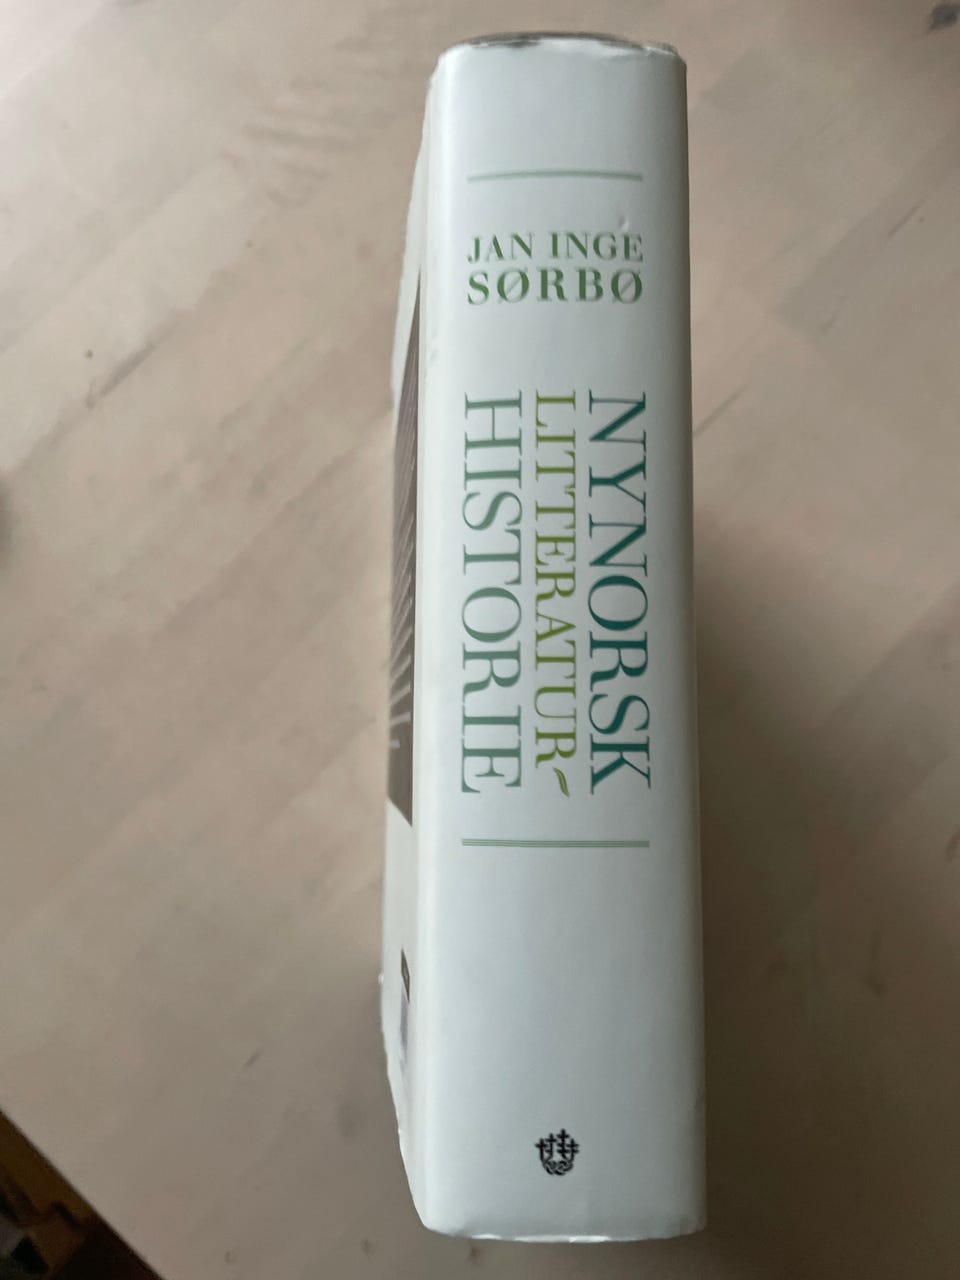 JAN INGE
SØRBØ
NYNORSK
LITTERATUR-
HISTORIE